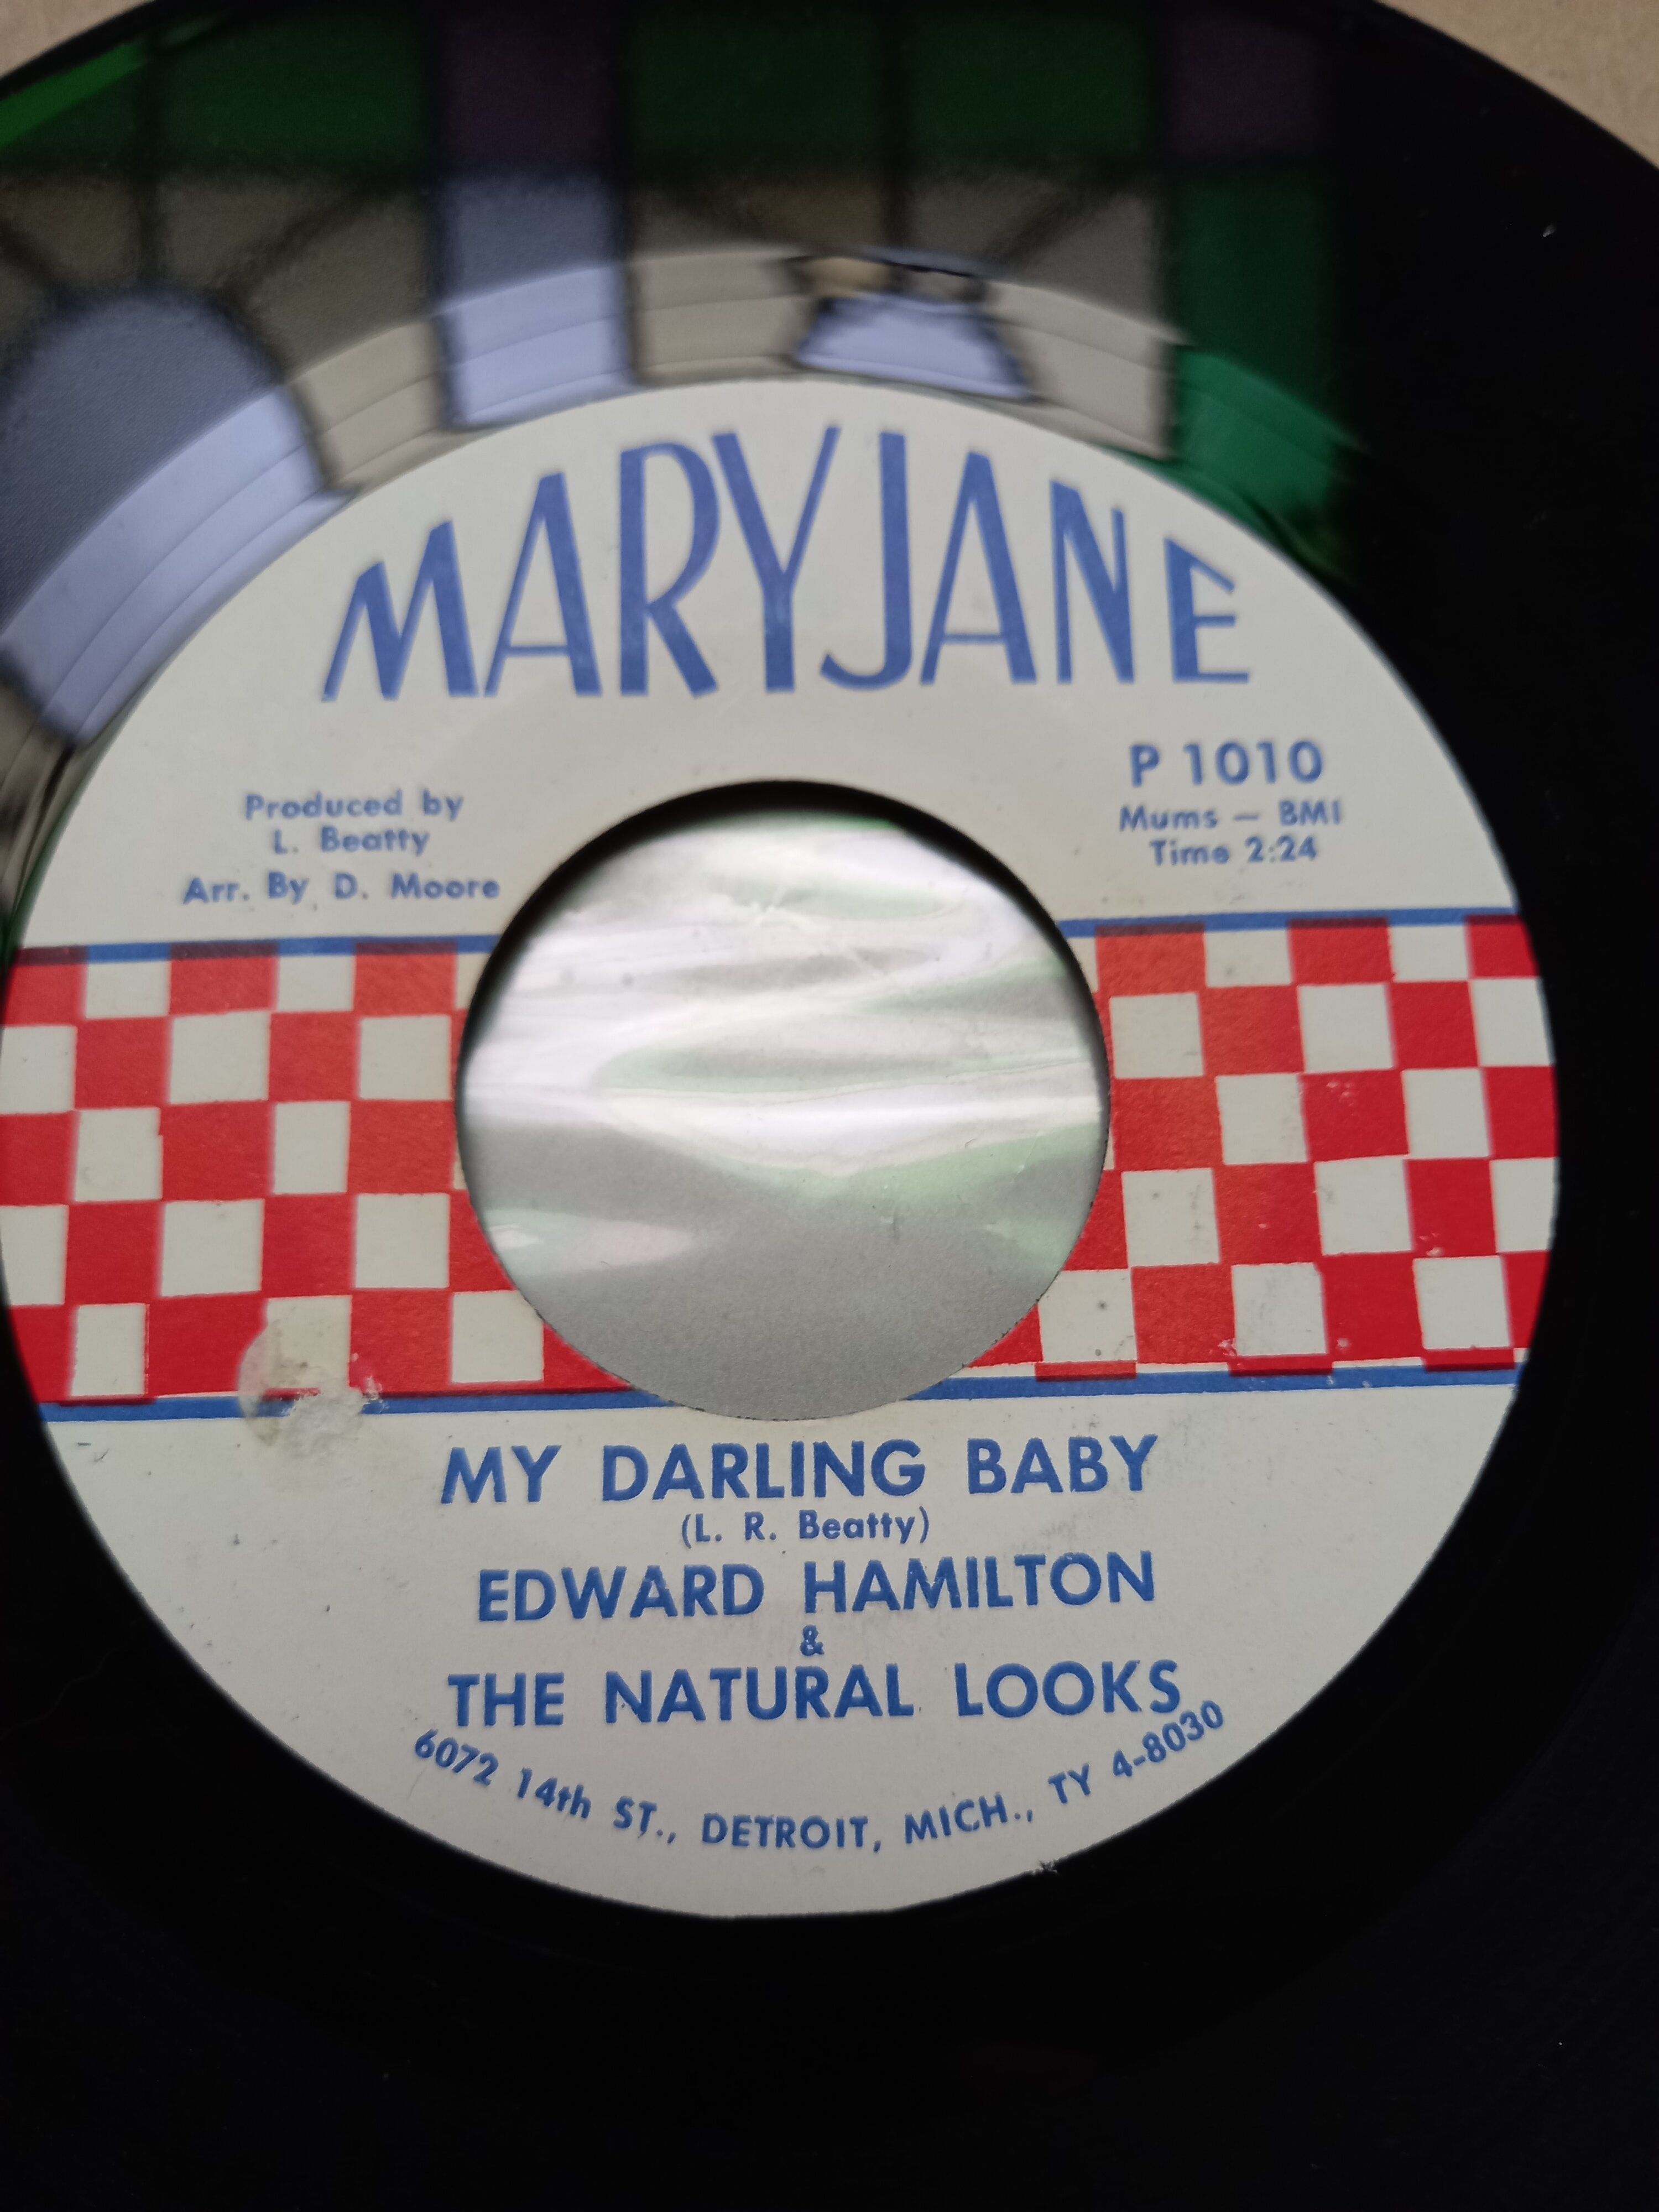 MARYJANE
P 1010
Mums — BMI
Time 2:24
Produced by
L. Beatty
Arr. By D. Moore
MY DARLING BABY
(L. R. Beatty)
EDWARD HAMILTON
&
THE NATURAL LOOKS
6072 14th ST., DETROIT, MICH., TY 4-8030